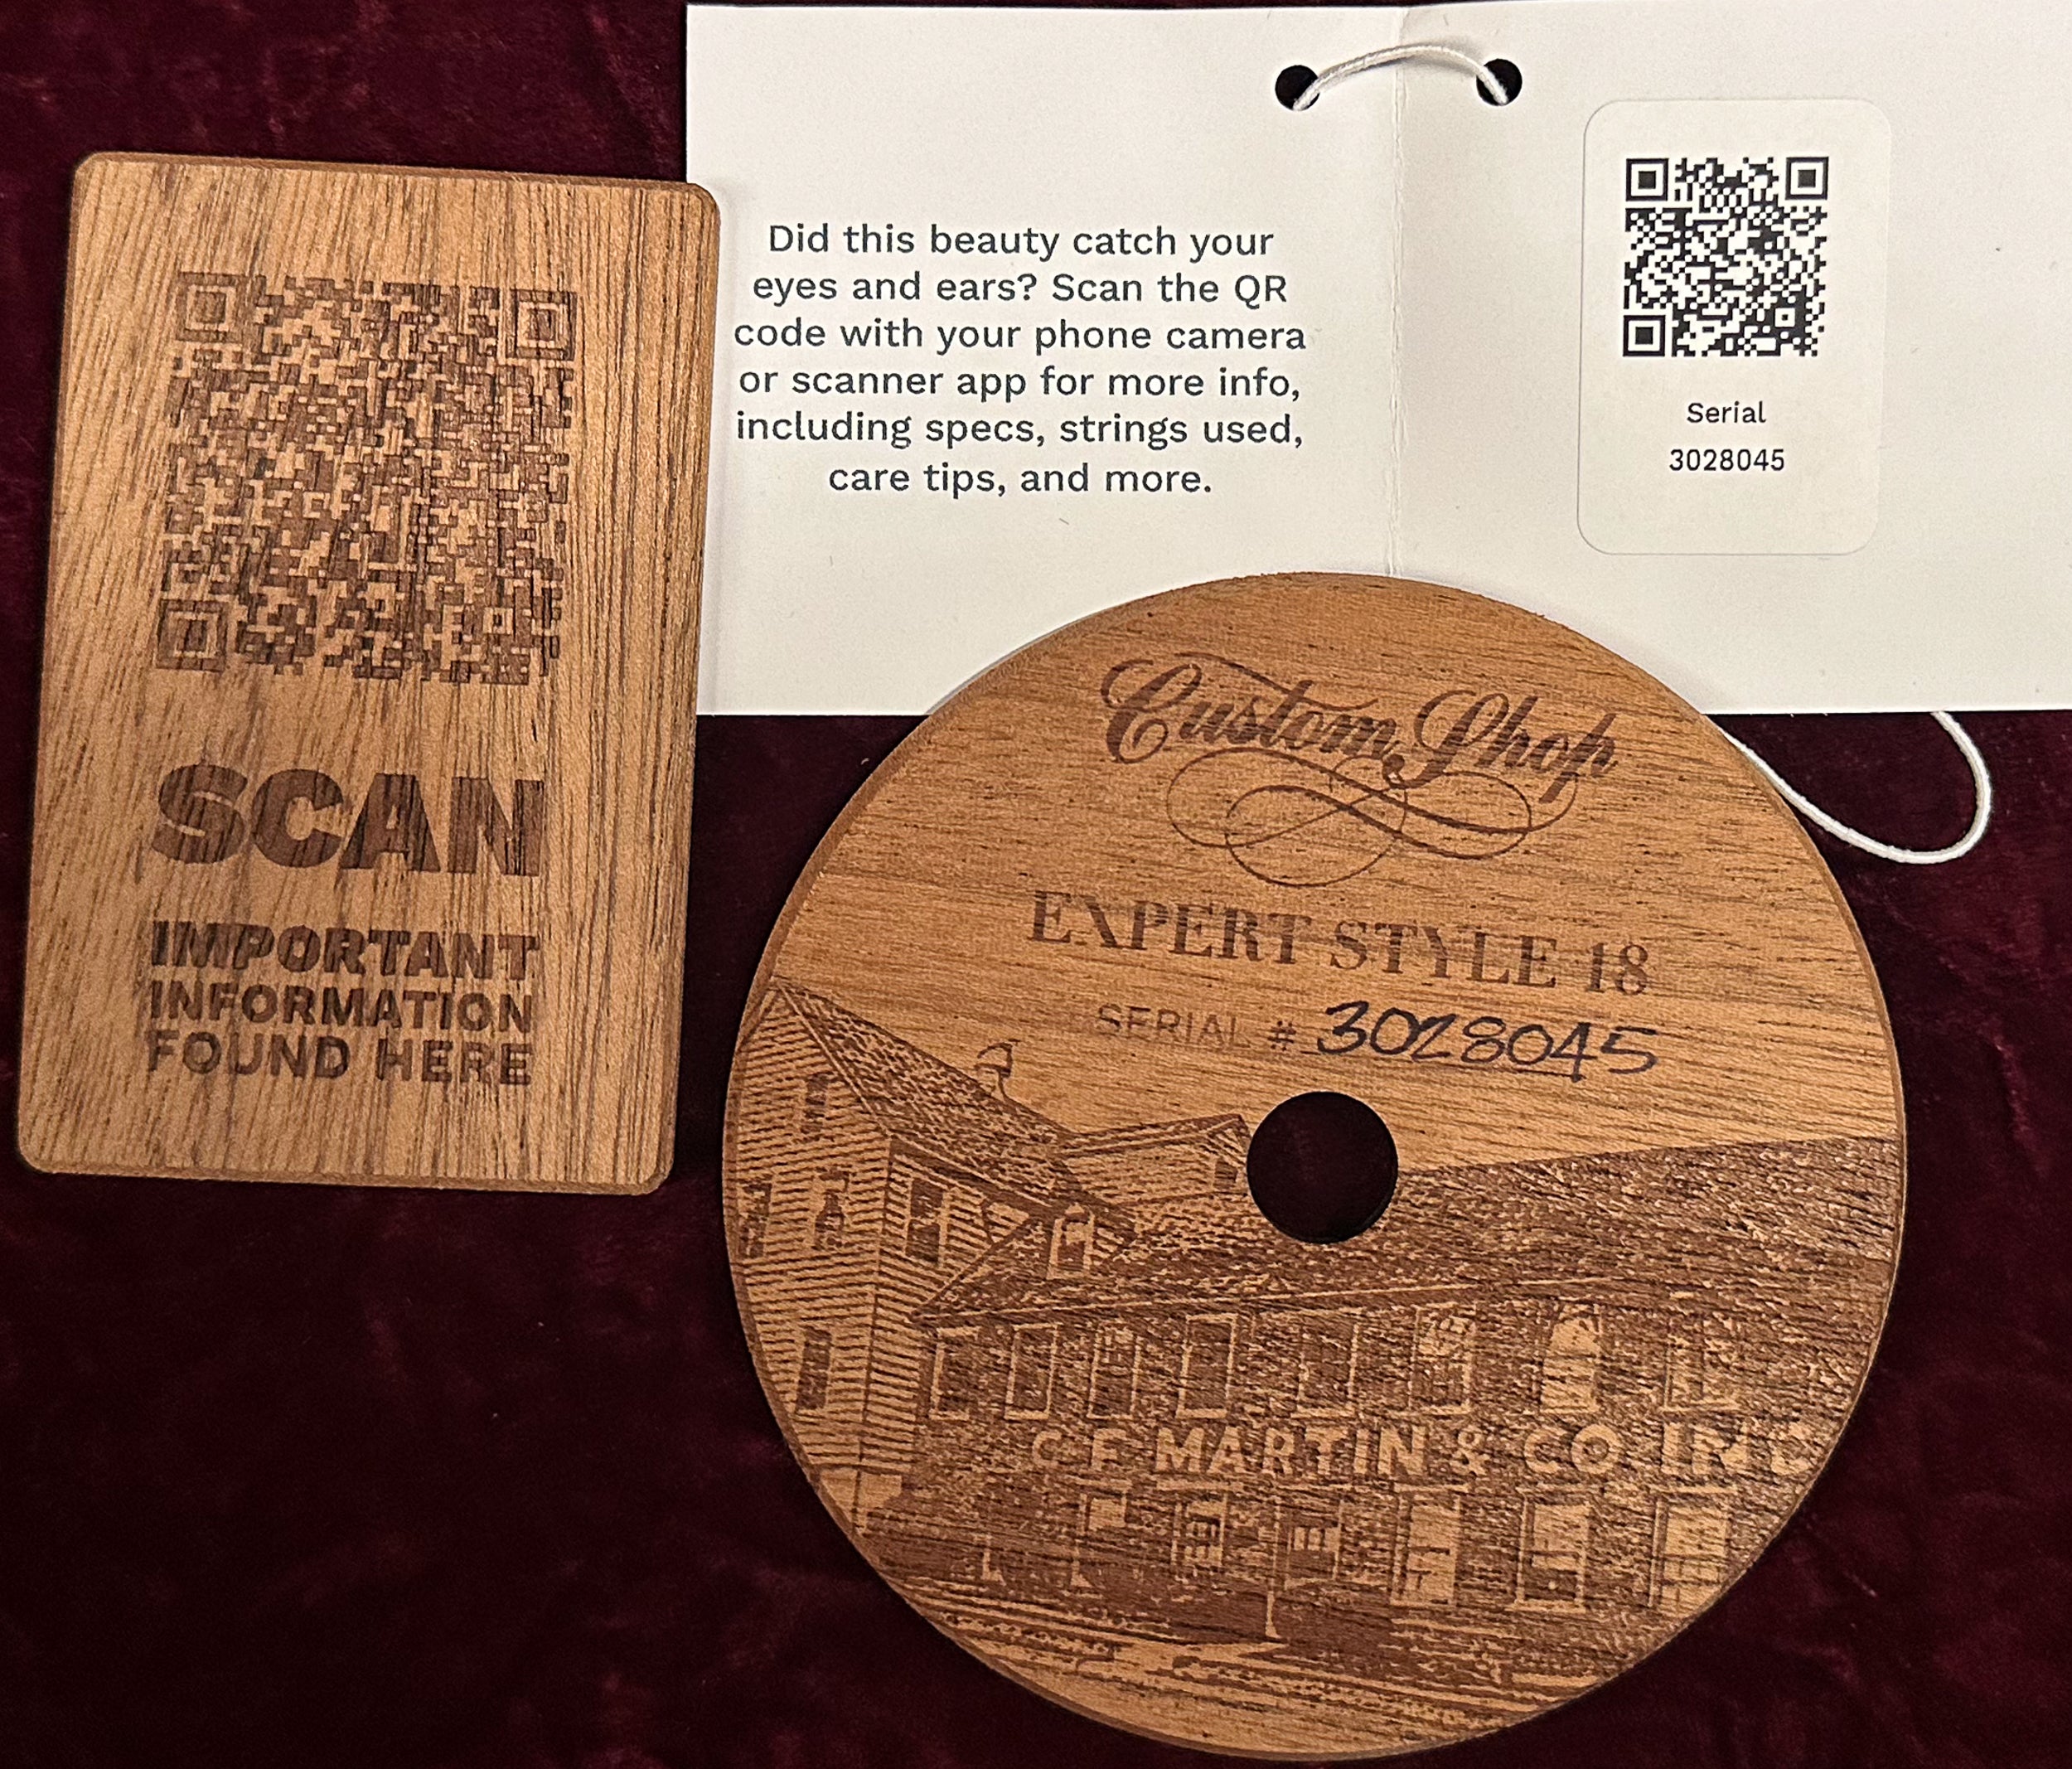 SCAN
IMPORTANT
INFORMATION
FOUND HERE
Did this beauty catch your
eyes and ears? Scan the QR
code with your phone camera
or scanner app for more info,
including specs, strings used,
care tips, and more.
Serial
3028045
Custom Shop
EXPERT STYLE 18
SERIAL # 3028045
C F MARTIN & CO INC